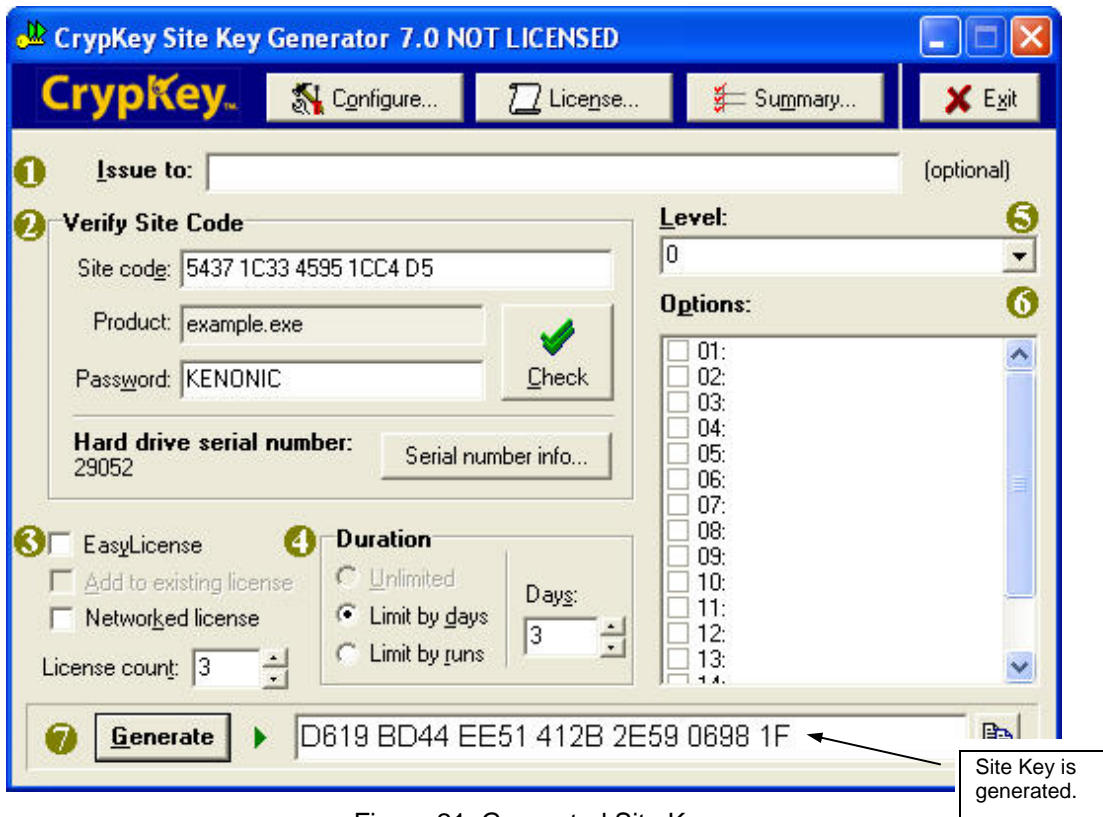 CrypKey Site Key Generator 7.0 NOT LICENSED
CrypKey™
Configure...
License...
Summary...
Exit
1 Issue to: (optional)
2 Verify Site Code
Site code: 5437 1C33 4595 1CC4 D5
Product: example.exe
Password: KENONIC
Check
Hard drive serial number:
29052
Serial number info...
Level: 5
0
Options: 6
01:
02:
03:
04:
05:
06:
07:
08:
09:
10:
11:
12:
13:
14:
3 EasyLicense
Add to existing license
Networked license
License count: 3
4 Duration
Unlimited
Limit by days
Limit by runs
Days:
3
7 Generate D619 BD44 EE51 412B 2E59 0698 1F
Site Key is
generated.